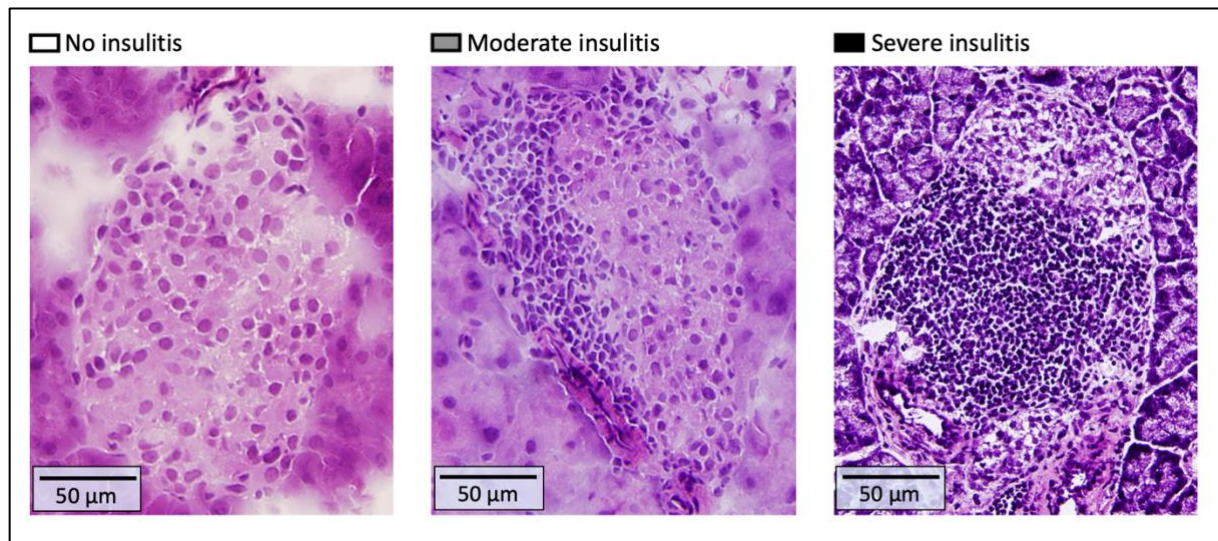 No insulitis
Moderate insulitis
Severe insulitis
50 µm
50 µm
50 µm